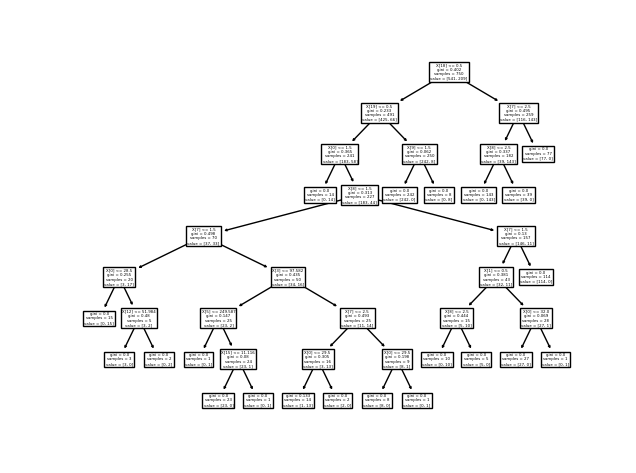 X[18] <= 0.5
gini = 0.402
samples = 750
value = [541, 209]
X[19] <= 0.5
gini = 0.233
samples = 491
value = [425, 66]
X[7] <= 2.5
gini = 0.495
samples = 259
value = [116, 143]
X[0] <= 1.5
gini = 0.365
samples = 241
value = [183, 58]
X[9] <= 1.5
gini = 0.062
samples = 250
value = [242, 8]
X[8] <= 2.5
gini = 0.337
samples = 182
value = [39, 143]
gini = 0.0
samples = 77
value = [77, 0]
gini = 0.0
samples = 14
value = [0, 14]
X[8] <= 1.5
gini = 0.313
samples = 227
value = [183, 44]
gini = 0.0
samples = 242
value = [242, 0]
gini = 0.0
samples = 8
value = [0, 8]
gini = 0.0
samples = 143
value = [0, 143]
gini = 0.0
samples = 39
value = [39, 0]
X[7] <= 1.5
gini = 0.498
samples = 70
value = [37, 33]
X[7] <= 1.5
gini = 0.13
samples = 157
value = [146, 11]
X[0] <= 28.5
gini = 0.255
samples = 20
value = [3, 17]
X[3] <= 97.582
gini = 0.435
samples = 50
value = [34, 16]
X[1] <= 0.5
gini = 0.381
samples = 43
value = [32, 11]
gini = 0.0
samples = 114
value = [114, 0]
gini = 0.0
samples = 15
value = [0, 15]
X[12] <= 51.984
gini = 0.48
samples = 5
value = [3, 2]
X[5] <= 249.587
gini = 0.147
samples = 25
value = [23, 2]
X[7] <= 2.5
gini = 0.493
samples = 25
value = [11, 14]
X[8] <= 2.5
gini = 0.444
samples = 15
value = [5, 10]
X[0] <= 32.0
gini = 0.069
samples = 28
value = [27, 1]
gini = 0.0
samples = 3
value = [3, 0]
gini = 0.0
samples = 2
value = [0, 2]
gini = 0.0
samples = 1
value = [0, 1]
X[15] <= 11.116
gini = 0.08
samples = 24
value = [23, 1]
X[0] <= 29.5
gini = 0.305
samples = 16
value = [3, 13]
X[0] <= 29.5
gini = 0.198
samples = 9
value = [8, 1]
gini = 0.0
samples = 10
value = [0, 10]
gini = 0.0
samples = 5
value = [5, 0]
gini = 0.0
samples = 27
value = [27, 0]
gini = 0.0
samples = 1
value = [0, 1]
gini = 0.0
samples = 23
value = [23, 0]
gini = 0.0
samples = 1
value = [0, 1]
gini = 0.133
samples = 14
value = [1, 13]
gini = 0.0
samples = 2
value = [2, 0]
gini = 0.0
samples = 8
value = [8, 0]
gini = 0.0
samples = 1
value = [0, 1]